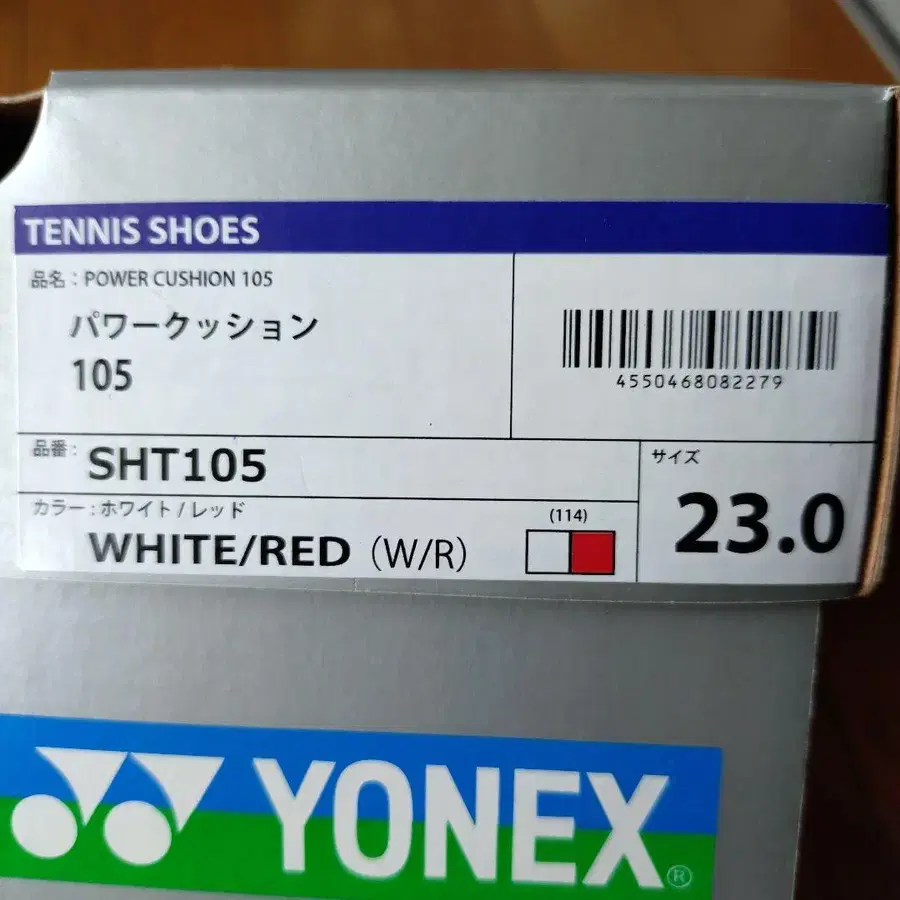 TENNIS SHOES
品名：POWER CUSHION 105
パワークッション
105
4550468082279
品番：
SHT105
サイズ
23.0
カラー：ホワイト/レッド
WHITE/RED (W/R)
(114)
YONEX®